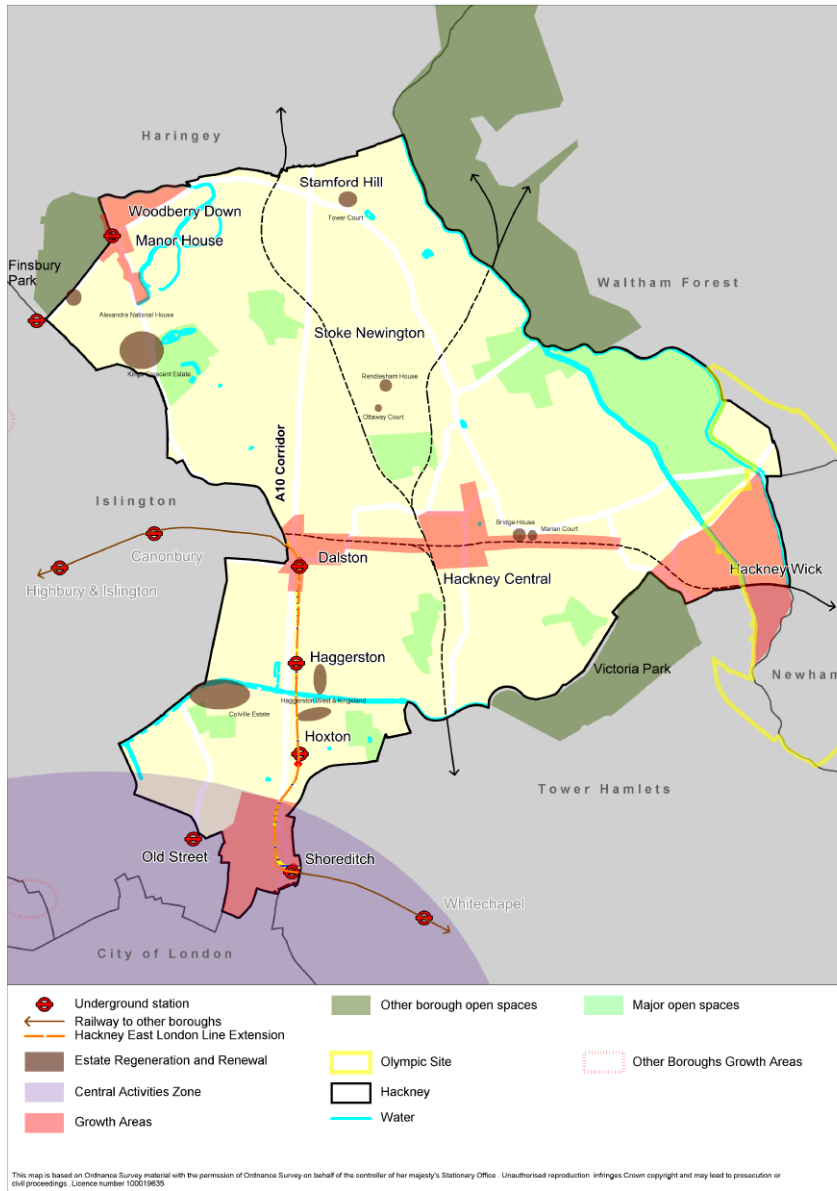 Haringey
Stamford Hill
Tower Court
Woodberry Down
Manor House
Finsbury
Park
Waltham Forest
Alexandra National House
Stoke Newington
Kings Crescent Estate
Rendlesham House
Ottaway Court
A10 Corridor
Islington
Canonbury
Highbury & Islington
Dalston
Bridge House
Marian Court
Hackney Central
Hackney Wick
Haggerston
Victoria Park
Newham
Haggerston West & Kingsland
Colville Estate
Hoxton
Tower Hamlets
Old Street
Shoreditch
Whitechapel
City of London
Underground station
Railway to other boroughs
Hackney East London Line Extension
Estate Regeneration and Renewal
Central Activities Zone
Growth Areas
Other borough open spaces
Olympic Site
Hackney
Water
Major open spaces
Other Boroughs Growth Areas
This map is based on Ordnance Survey material with the permssion of Ordnance Survey on behalf of the controller of her majesty's Stationary Office . Unauthorised reproduction infringes Crown copyright and may lead to prosecution or
civil proceedings . Licence number 100019635